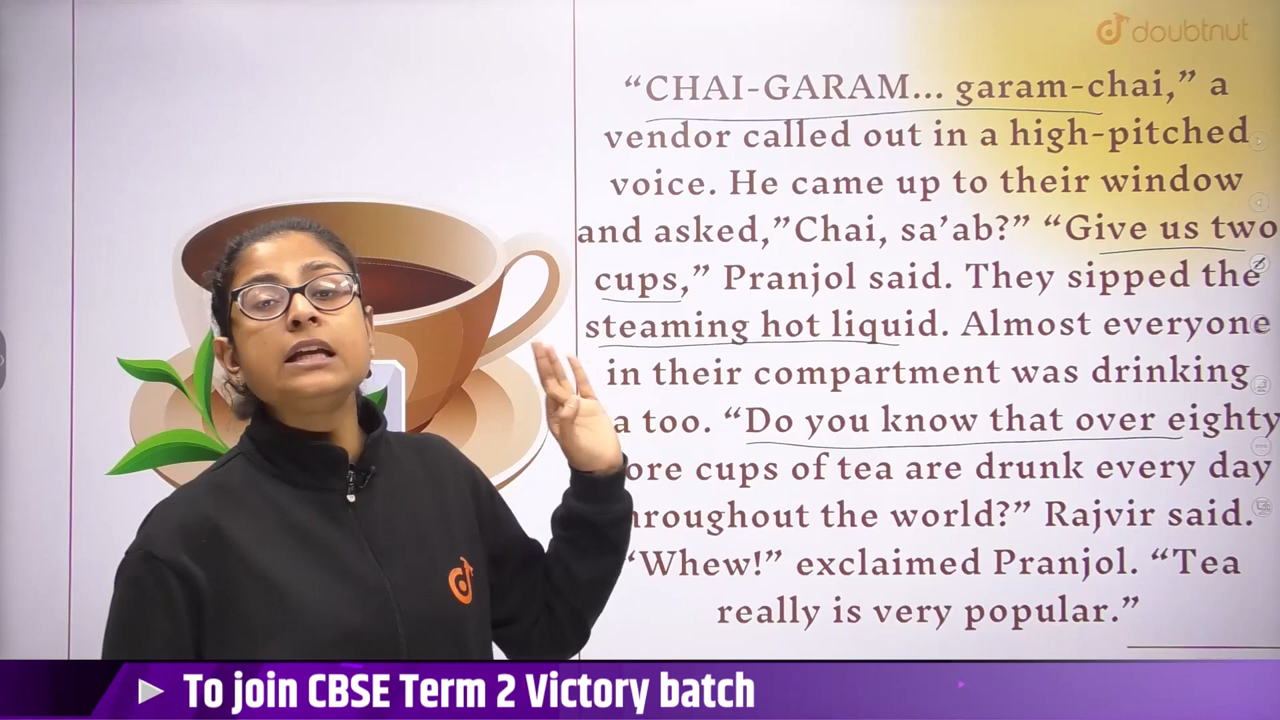 doubtnut
“CHAI-GARAM... garam-chai,” a
vendor called out in a high-pitched
voice. He came up to their window
and asked,”Chai, sa’ab?” “Give us two
cups,” Pranjol said. They sipped the
steaming hot liquid. Almost everyone
in their compartment was drinking
a too. “Do you know that over eighty
ore cups of tea are drunk every day
hroughout the world?” Rajvir said.
“Whew!” exclaimed Pranjol. “Tea
really is very popular.”
To join CBSE Term 2 Victory batch